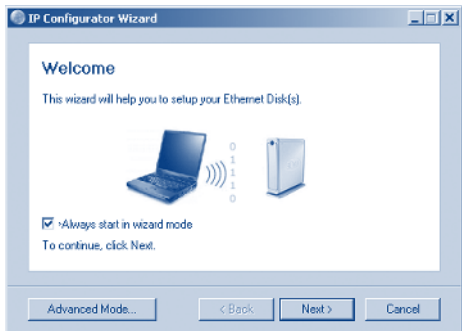 IP Configurator Wizard
Welcome
This wizard will help you to setup your Ethernet Disk(s).
0
1
1
1
1
0
Always start in wizard mode
To continue, click Next.
Advanced Mode...
< Back
Next >
Cancel